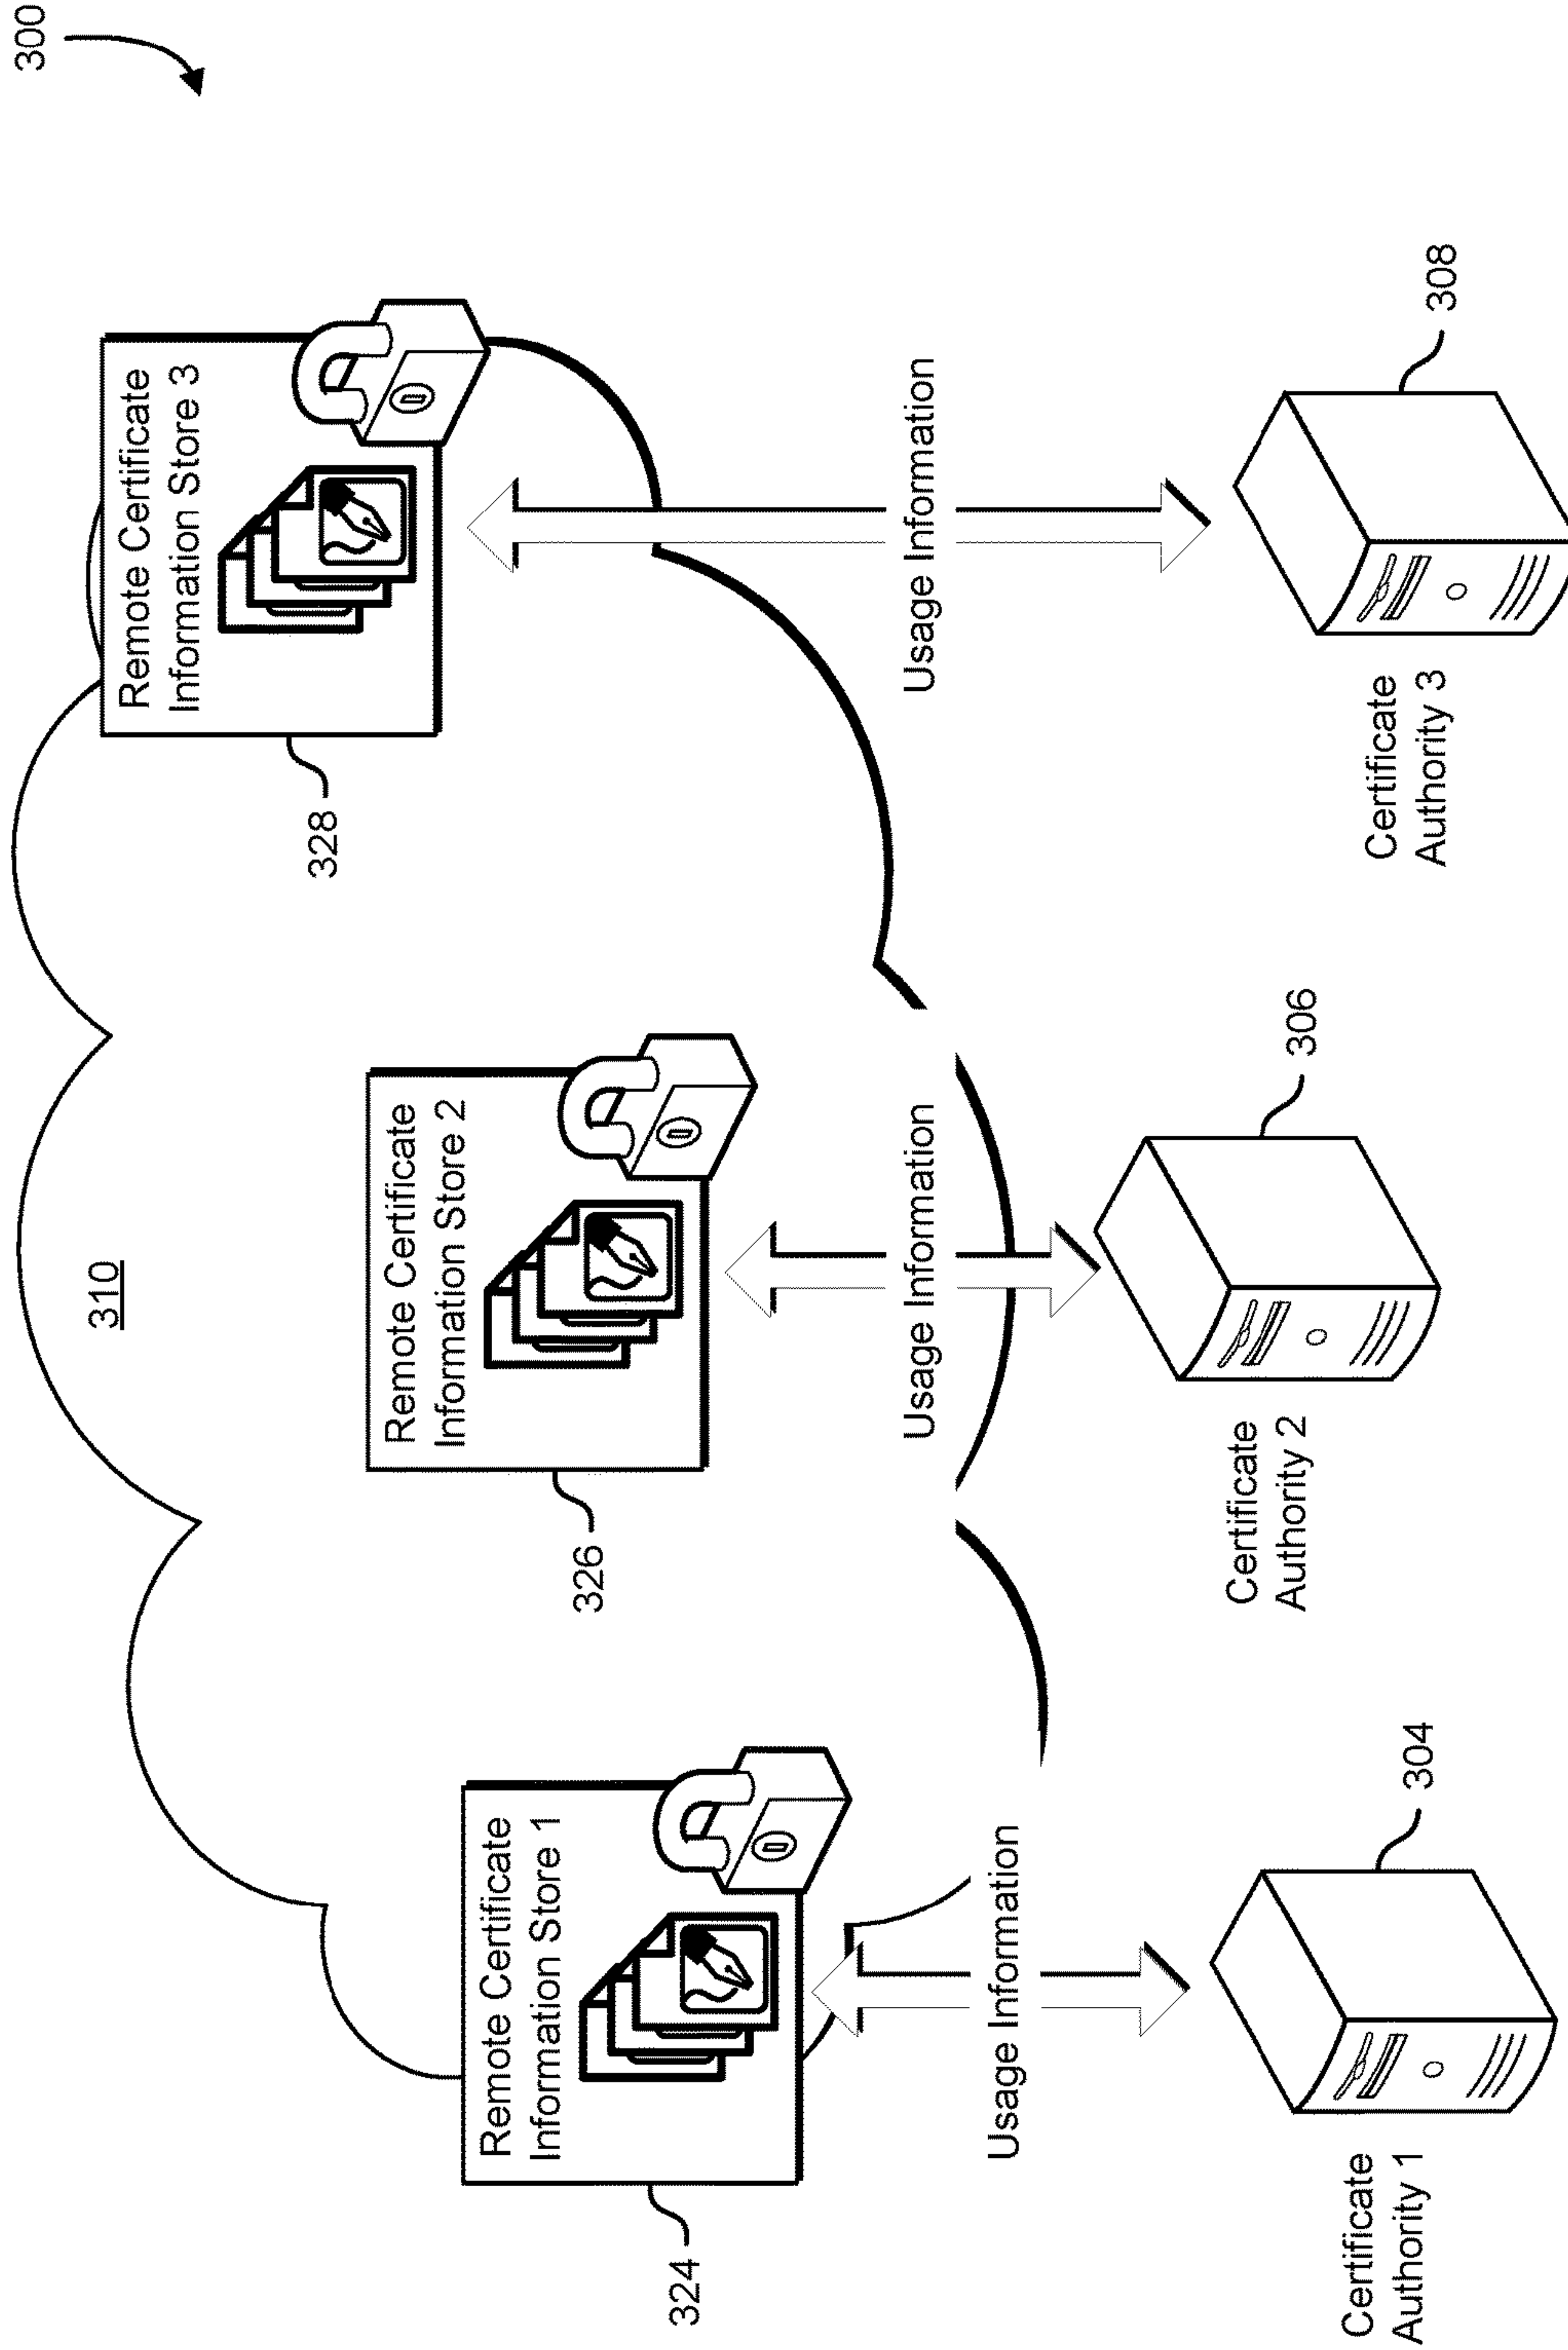 300
310
Remote Certificate
Information Store 1
324
Remote Certificate
Information Store 2
326
Remote Certificate
Information Store 3
328
Usage Information
Usage Information
Usage Information
Certificate
Authority 1
304
Certificate
Authority 2
306
Certificate
Authority 3
308